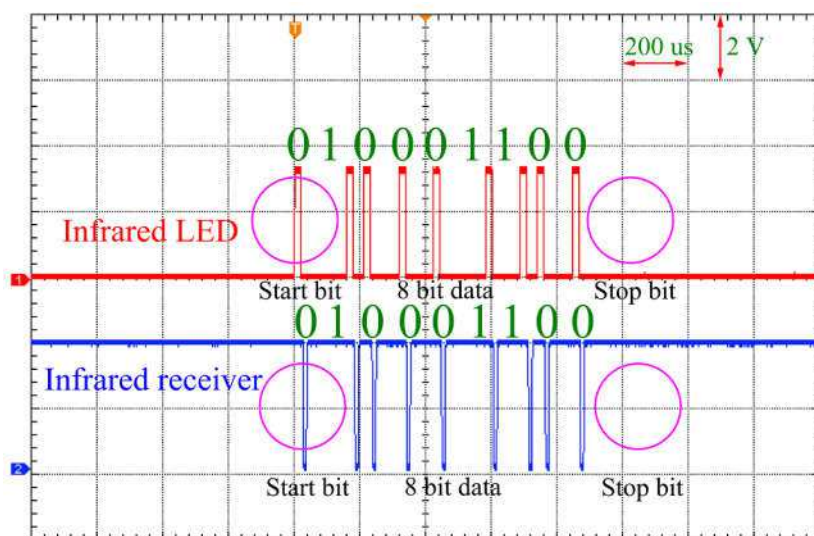 T
200 us
2 V
0 1 0 0 0 1 1 0 0
Infrared LED
1
Start bit
8 bit data
Stop bit
0 1 0 0 0 1 1 0 0
Infrared receiver
2
Start bit
8 bit data
Stop bit